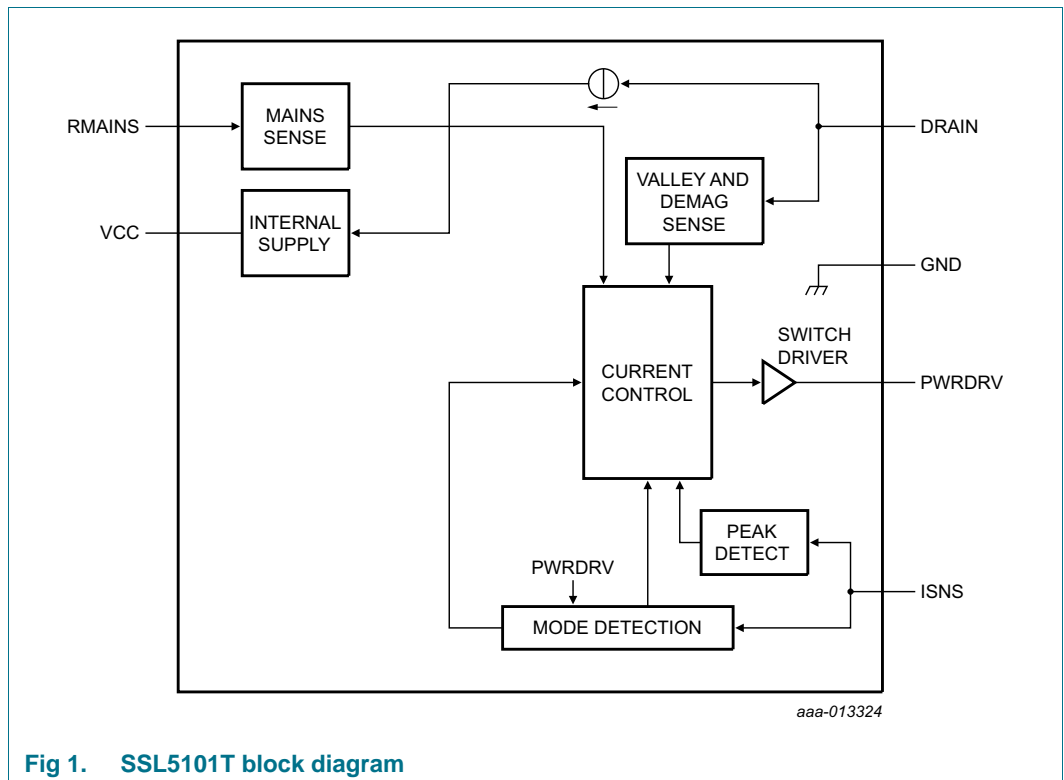 RMAINS
MAINS
SENSE
DRAIN
VALLEY AND
DEMAG
SENSE
VCC
INTERNAL
SUPPLY
GND
SWITCH
DRIVER
CURRENT
CONTROL
PWRDRV
PEAK
DETECT
PWRDRV
ISNS
MODE DETECTION
aaa-013324
Fig 1. SSL5101T block diagram